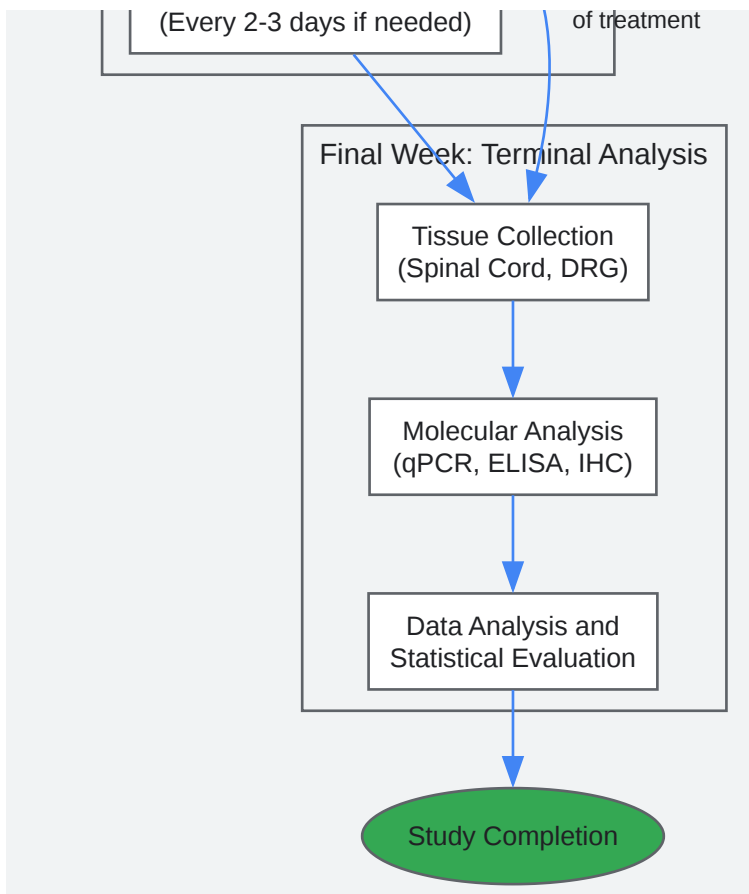 (Every 2-3 days if needed)
of treatment
Final Week: Terminal Analysis
Tissue Collection
(Spinal Cord, DRG)
Molecular Analysis
(qPCR, ELISA, IHC)
Data Analysis and
Statistical Evaluation
Study Completion